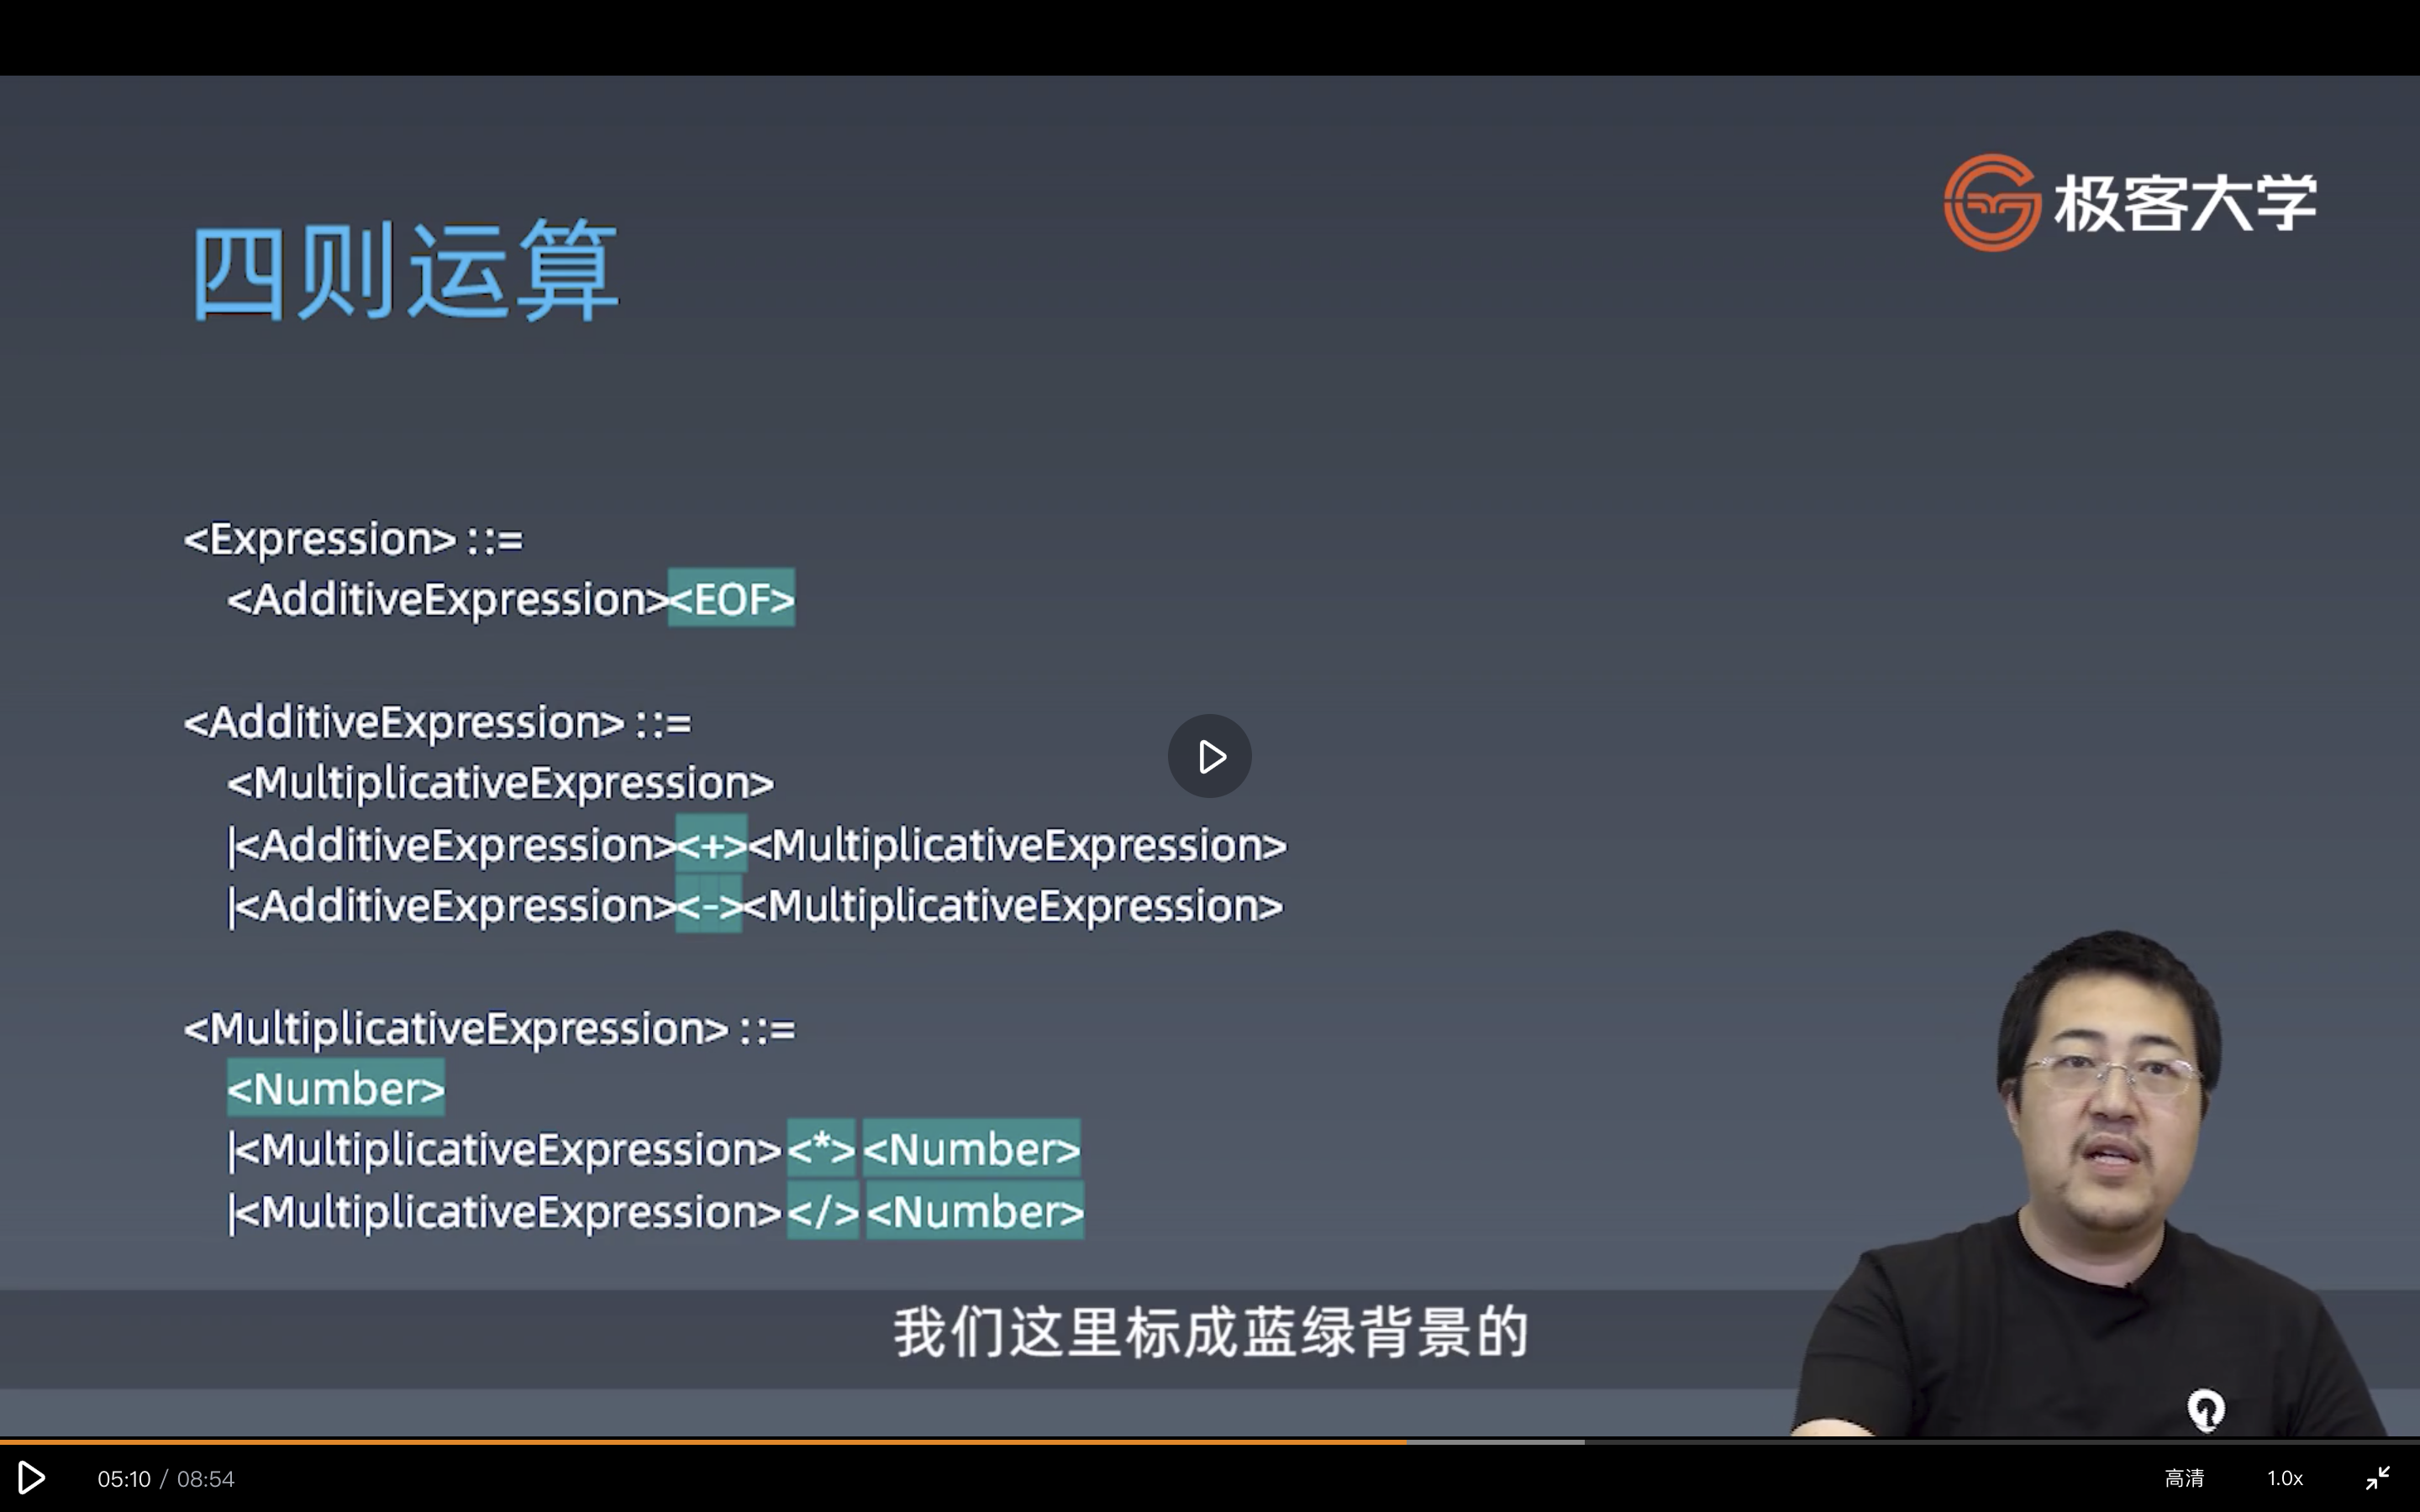 极客大学
四则运算
<Expression> ::=
<AdditiveExpression><EOF>
<AdditiveExpression> ::=
<MultiplicativeExpression>
|<AdditiveExpression><+><MultiplicativeExpression>
|<AdditiveExpression><-><MultiplicativeExpression>
<MultiplicativeExpression> ::=
<Number>
|<MultiplicativeExpression><*><Number>
|<MultiplicativeExpression></><Number>
我们这里标成蓝绿背景的
05:10 / 08:54
高清
1.0x